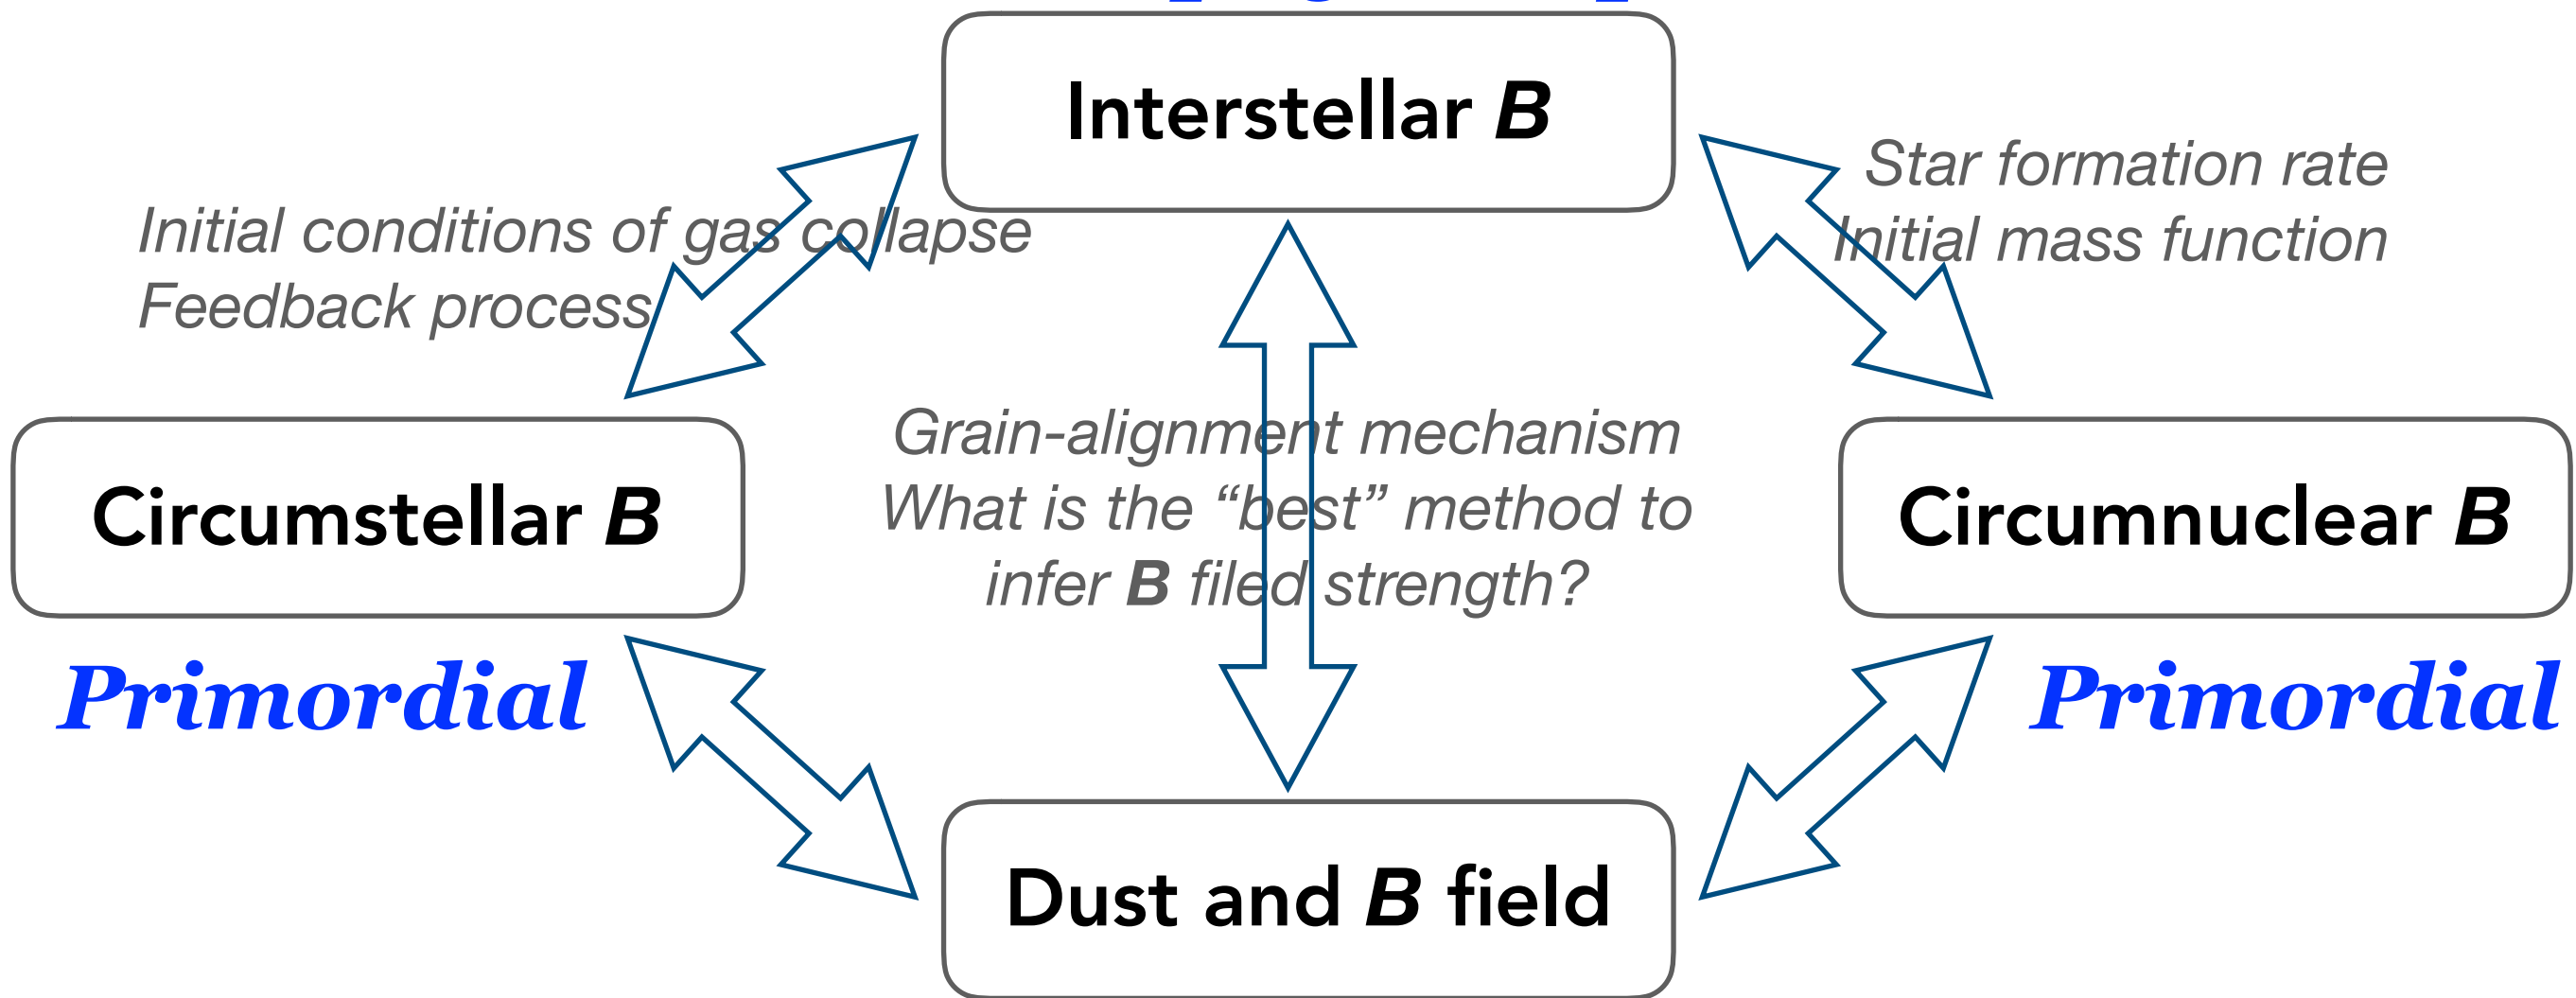 Interstellar B
Star formation rate
Initial mass function
Initial conditions of gas collapse
Feedback process
Grain-alignment mechanism
What is the “best” method to
infer B filed strength?
Circumstellar B
Circumnuclear B
Primordial
Primordial
Dust and B field